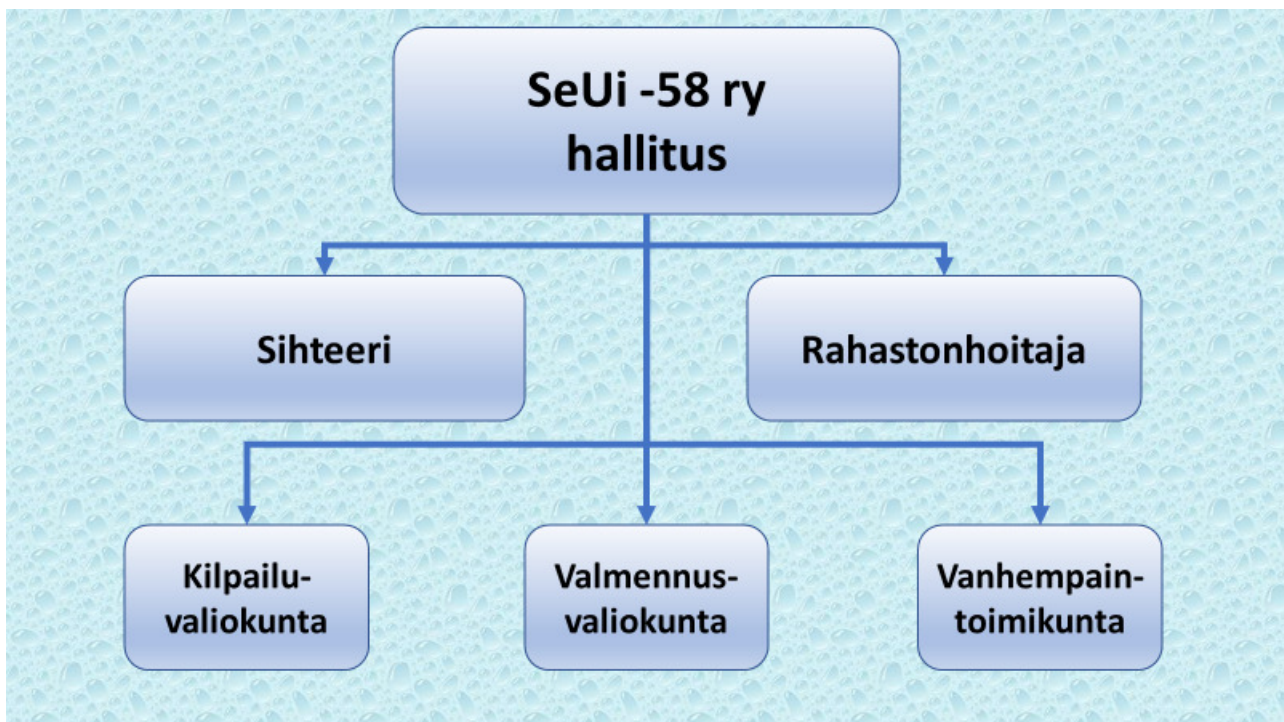 SeUi -58 ry
hallitus
Sihteeri
Rahastonhoitaja
Kilpailu-
valiokunta
Valmennus-
valiokunta
Vanhempain-
toimikunta